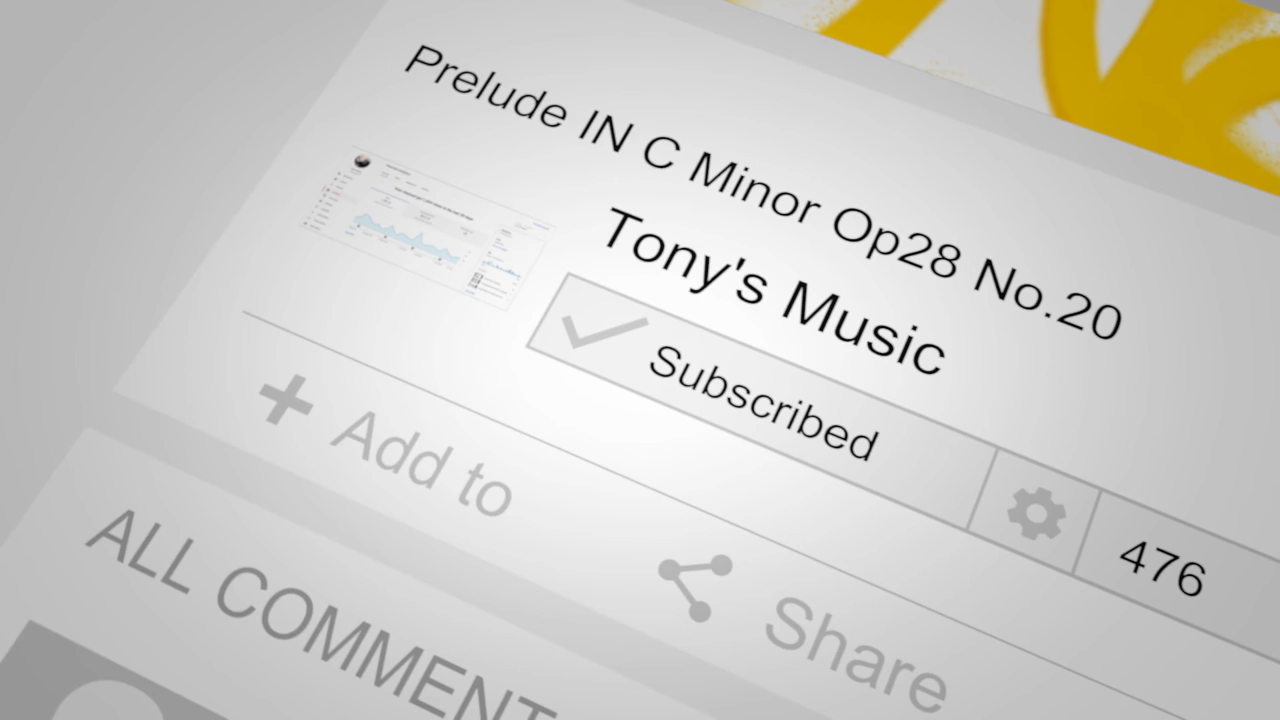 Prelude IN C Minor Op28 No.20
Tony's Music
Subscribed
476
Add to
Share
ALL COMMENT